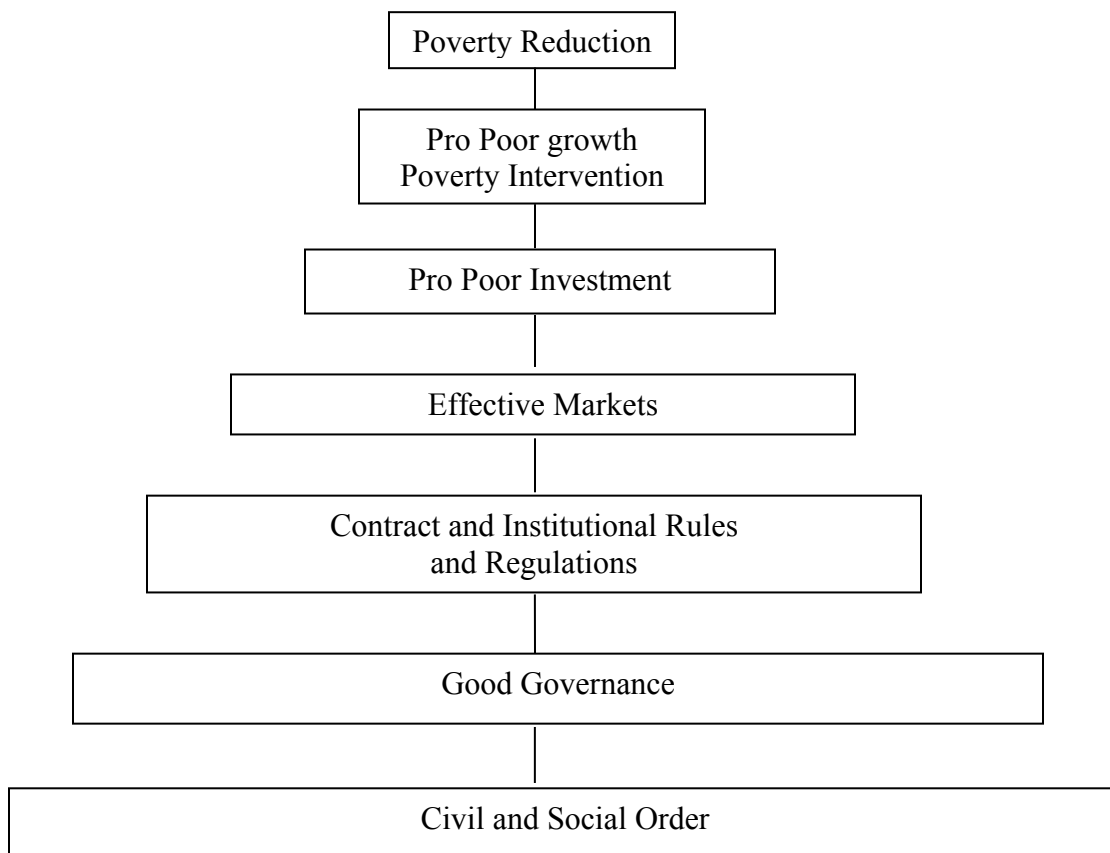 Poverty Reduction
Pro Poor growth
Poverty Intervention
Pro Poor Investment
Effective Markets
Contract and Institutional Rules
and Regulations
Good Governance
Civil and Social Order